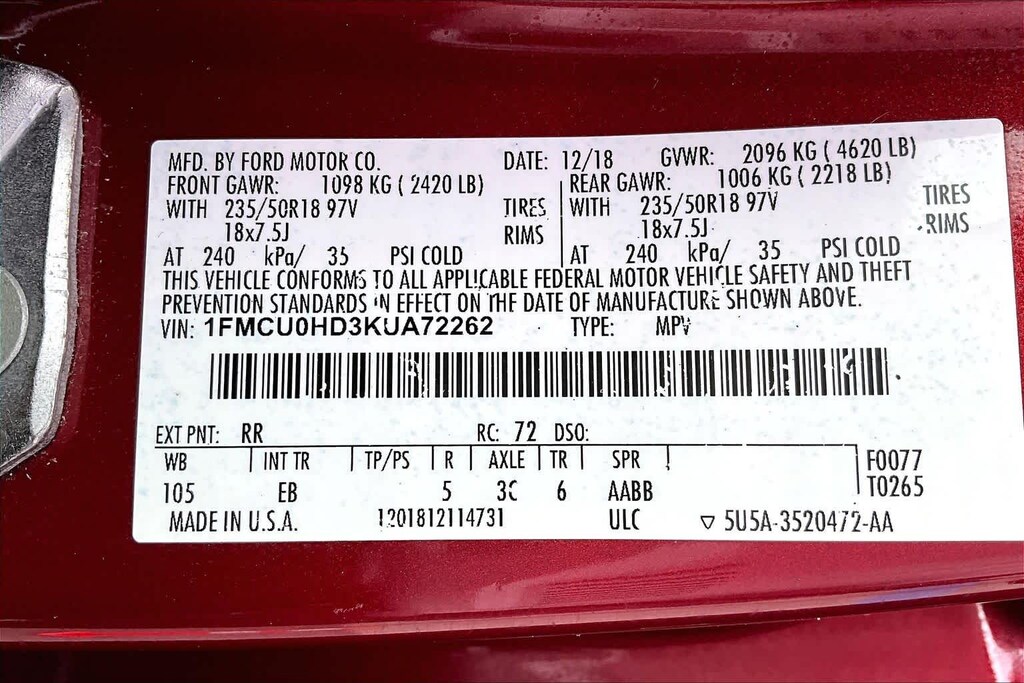 MFD. BY FORD MOTOR CO. DATE: 12/18 GVWR: 2096 KG ( 4620 LB)
FRONT GAWR: 1098 KG ( 2420 LB) REAR GAWR: 1006 KG ( 2218 LB)
WITH 235/50R18 97V TIRES WITH 235/50R18 97V TIRES
18x7.5J RIMS 18x7.5J RIMS
AT 240 kPa/ 35 PSI COLD AT 240 kPa/ 35 PSI COLD
THIS VEHICLE CONFORMS TO ALL APPLICABLE FEDERAL MOTOR VEHICLE SAFETY AND THEFT
PREVENTION STANDARDS IN EFFECT ON THE DATE OF MANUFACTURE SHOWN ABOVE.
VIN: 1FMCU0HD3KUA72262 TYPE: MPV
EXT PNT: RR RC: 72 DSO:
WB INT TR TP/PS R AXLE TR SPR F0077
105 EB 5 3C 6 AABB T0265
MADE IN U.S.A. 1201812114731 ULC ▽ 5U5A-3520472-AA